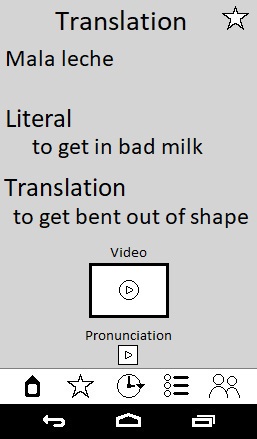 Translation
Mala leche
Literal
to get in bad milk
Translation
to get bent out of shape
Video
Pronunciation